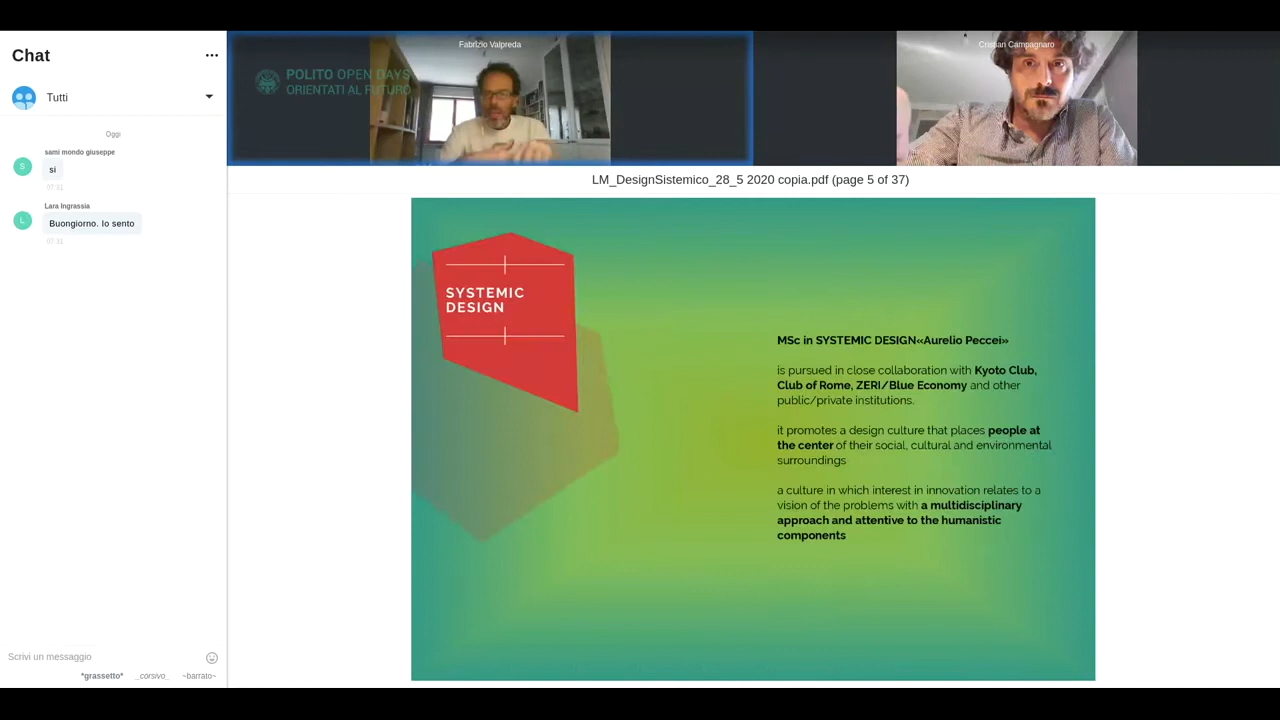 Chat
Tutti
Oggi
sami mondo giuseppe
S
si
07:31
Lara Ingrassia
L
Buongiorno. Io sento
07:31
Scrivi un messaggio
*grassetto* _corsivo_ ~barrato~
POLITO OPEN DAYS
ORIENTATI AL FUTURO
Fabrizio Valpreda
Cristian Campagnaro
LM_DesignSistemico_28_5 2020 copia.pdf (page 5 of 37)
SYSTEMIC
DESIGN
MSc in SYSTEMIC DESIGN«Aurelio Peccei»
is pursued in close collaboration with Kyoto Club,
Club of Rome, ZERI/Blue Economy and other
public/private institutions.
it promotes a design culture that places people at
the center of their social, cultural and environmental
surroundings
a culture in which interest in innovation relates to a
vision of the problems with a multidisciplinary
approach and attentive to the humanistic
components